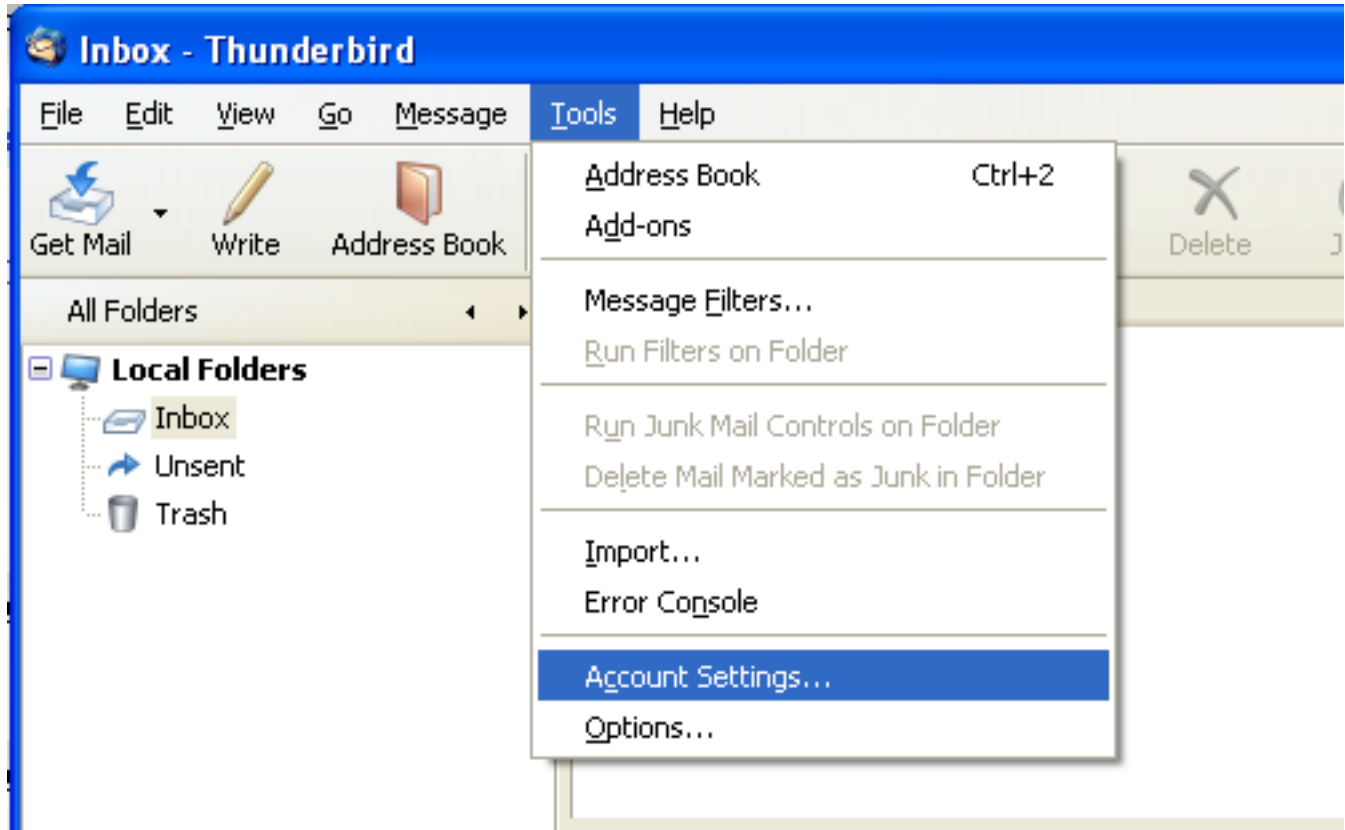 Inbox - Thunderbird
File Edit View Go Message Tools Help
Get Mail Write Address Book Delete
All Folders
Local Folders
Inbox
Unsent
Trash
Address Book Ctrl+2
Add-ons
Message Filters...
Run Filters on Folder
Run Junk Mail Controls on Folder
Delete Mail Marked as Junk in Folder
Import...
Error Console
Account Settings...
Options...